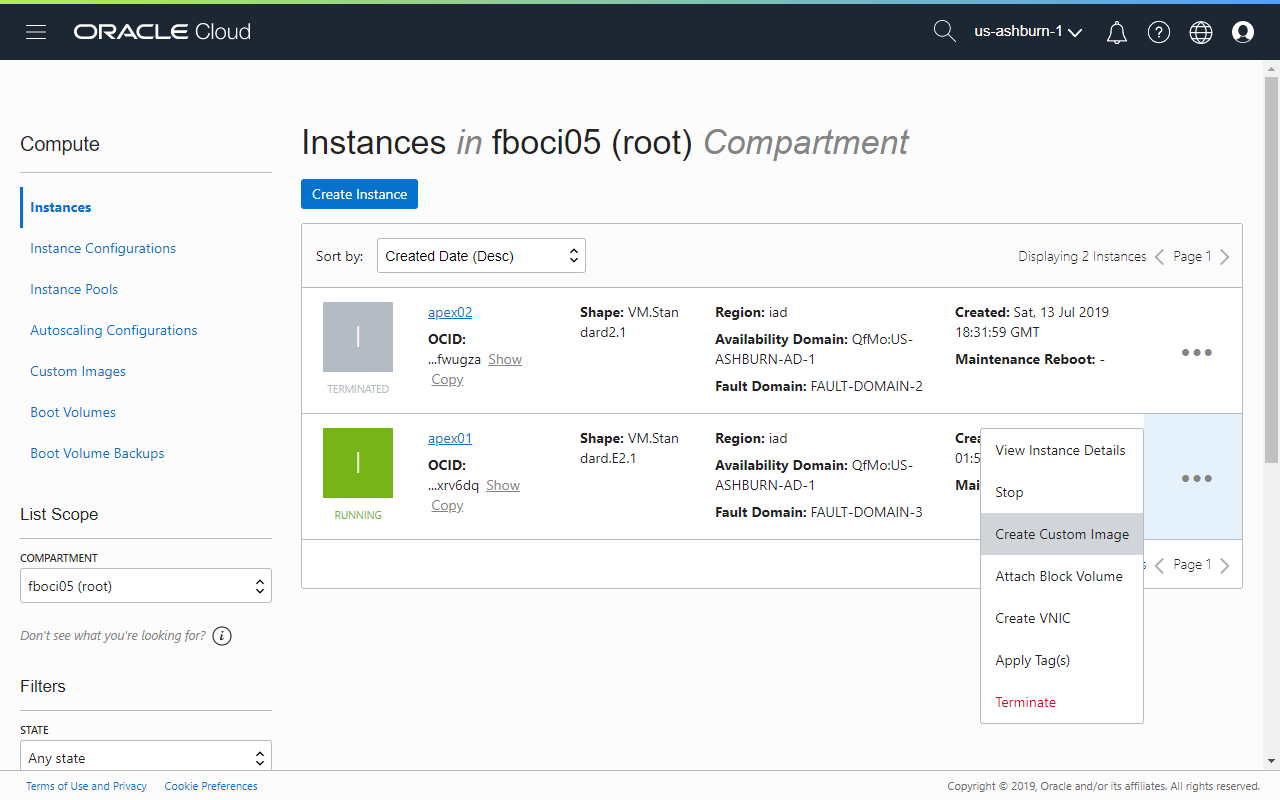 ORACLE Cloud
us-ashburn-1
Compute
Instances
Instance Configurations
Instance Pools
Autoscaling Configurations
Custom Images
Boot Volumes
Boot Volume Backups
List Scope
COMPARTMENT
fboci05 (root)
Don't see what you're looking for?
Filters
STATE
Any state
Instances in fboci05 (root) Compartment
Create Instance
Sort by: Created Date (Desc)
Displaying 2 Instances Page 1
I
TERMINATED
apex02
OCID:
...fwugza Show
Copy
Shape: VM.Stan
dard2.1
Region: iad
Availability Domain: QfMo:US-
ASHBURN-AD-1
Fault Domain: FAULT-DOMAIN-2
Created: Sat, 13 Jul 2019
18:31:59 GMT
Maintenance Reboot: -
I
RUNNING
apex01
OCID:
...xrv6dq Show
Copy
Shape: VM.Stan
dard.E2.1
Region: iad
Availability Domain: QfMo:US-
ASHBURN-AD-1
Fault Domain: FAULT-DOMAIN-3
View Instance Details
Stop
Create Custom Image
Attach Block Volume
Create VNIC
Apply Tag(s)
Terminate
Page 1
Terms of Use and Privacy Cookie Preferences
Copyright © 2019, Oracle and/or its affiliates. All rights reserved.